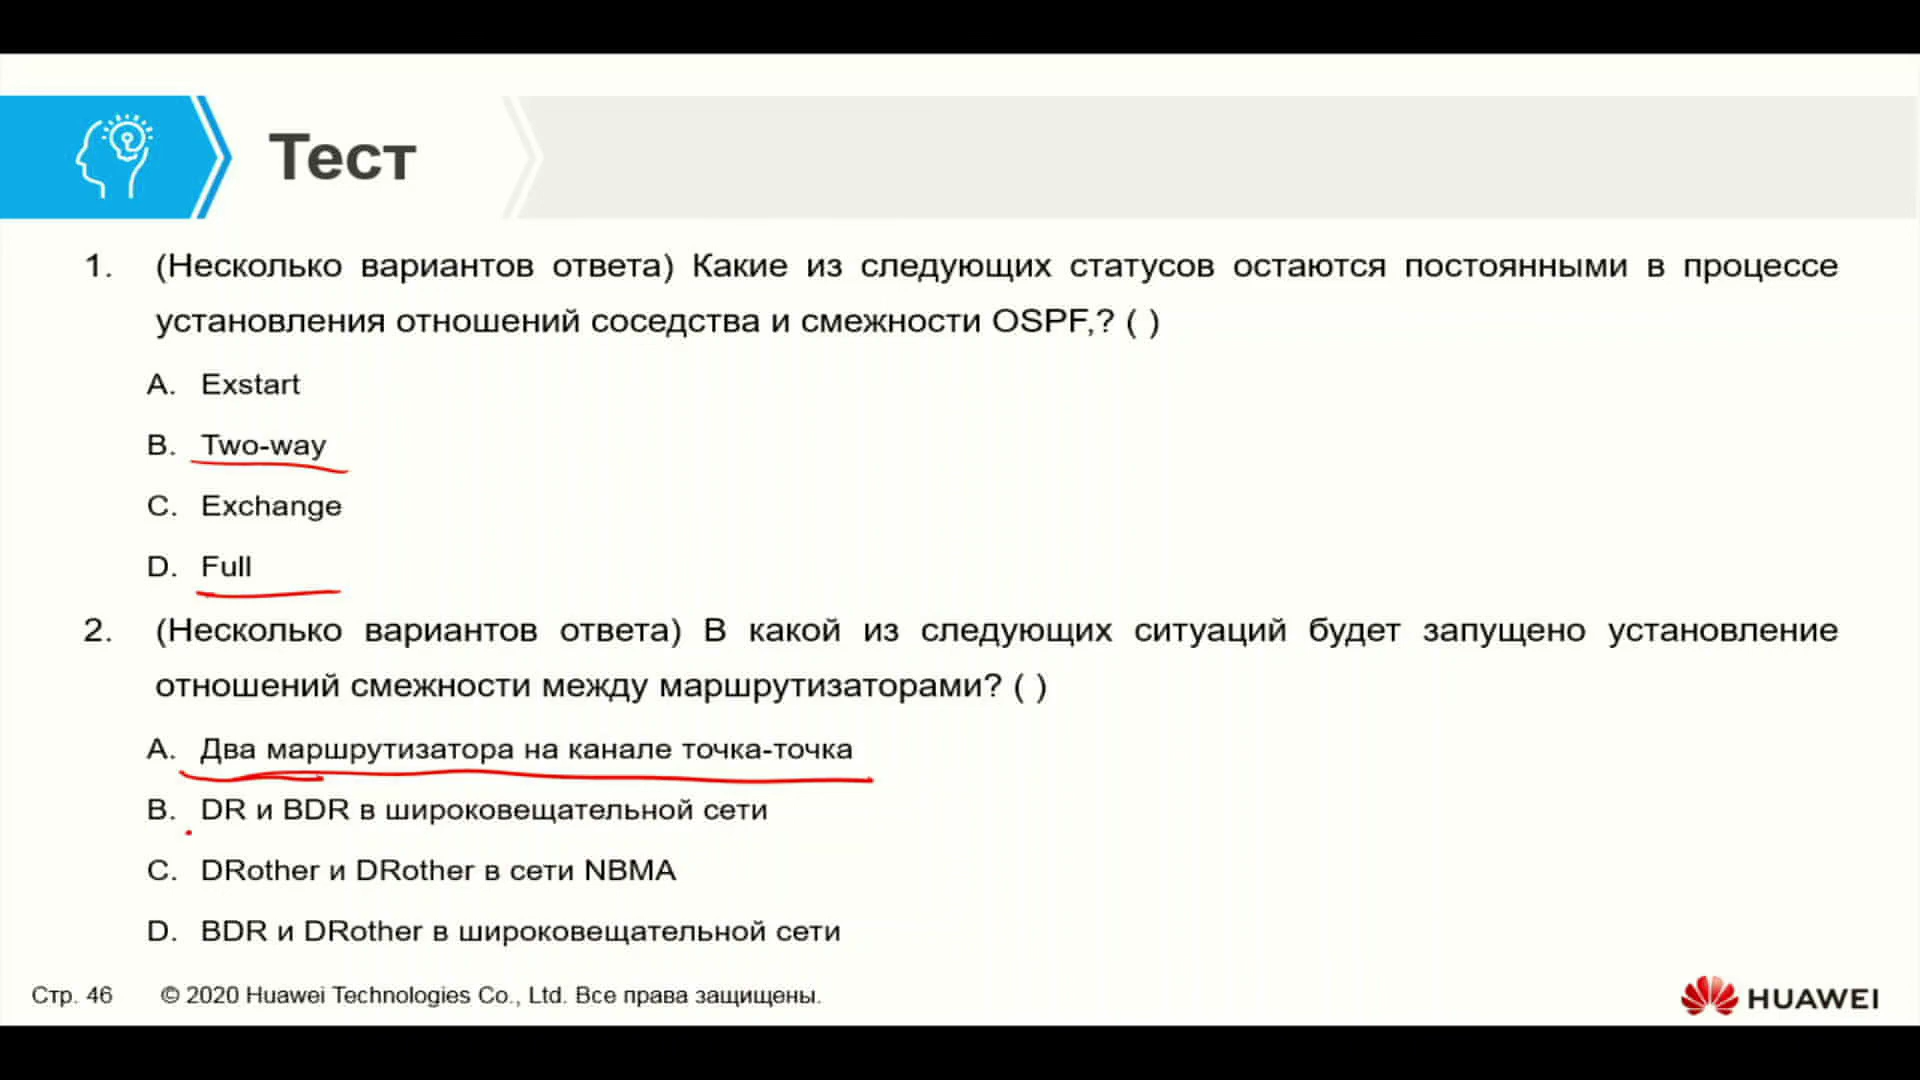 Тест
1. (Несколько вариантов ответа) Какие из следующих статусов остаются постоянными в процессе
установления отношений соседства и смежности OSPF,? ( )
A. Exstart
B. Two-way
C. Exchange
D. Full
2. (Несколько вариантов ответа) В какой из следующих ситуаций будет запущено установление
отношений смежности между маршрутизаторами? ( )
A. Два маршрутизатора на канале точка-точка
B. DR и BDR в широковещательной сети
C. DRother и DRother в сети NBMA
D. BDR и DRother в широковещательной сети
Стр. 46 © 2020 Huawei Technologies Co., Ltd. Все права защищены.
HUAWEI